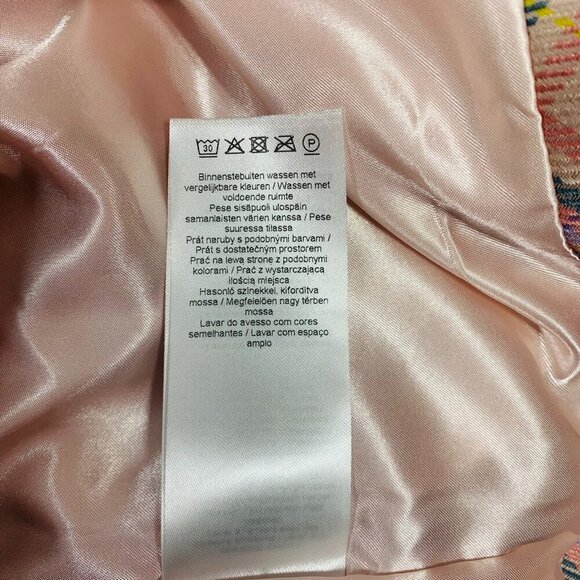 30 P
Binnenstebuiten wassen met
vergelijkbare kleuren / Wassen met
voldoende ruimte
Pese sisäpuoli ulospäin
samanlaisten värien kanssa / Pese
suuressa tilassa
Prát naruby s podobnými barvami /
Prát s dostatečným prostorem
Prać na lewa stronę z podobnymi
kolorami / Prać z wystarczającą
ilością miejsca
Hasonló színekkel, kifordítva
mossa / Megfelelöen nagy térben
mossa
Lavar do avesso com cores
semelhantes / Lavar com espaço
amplo